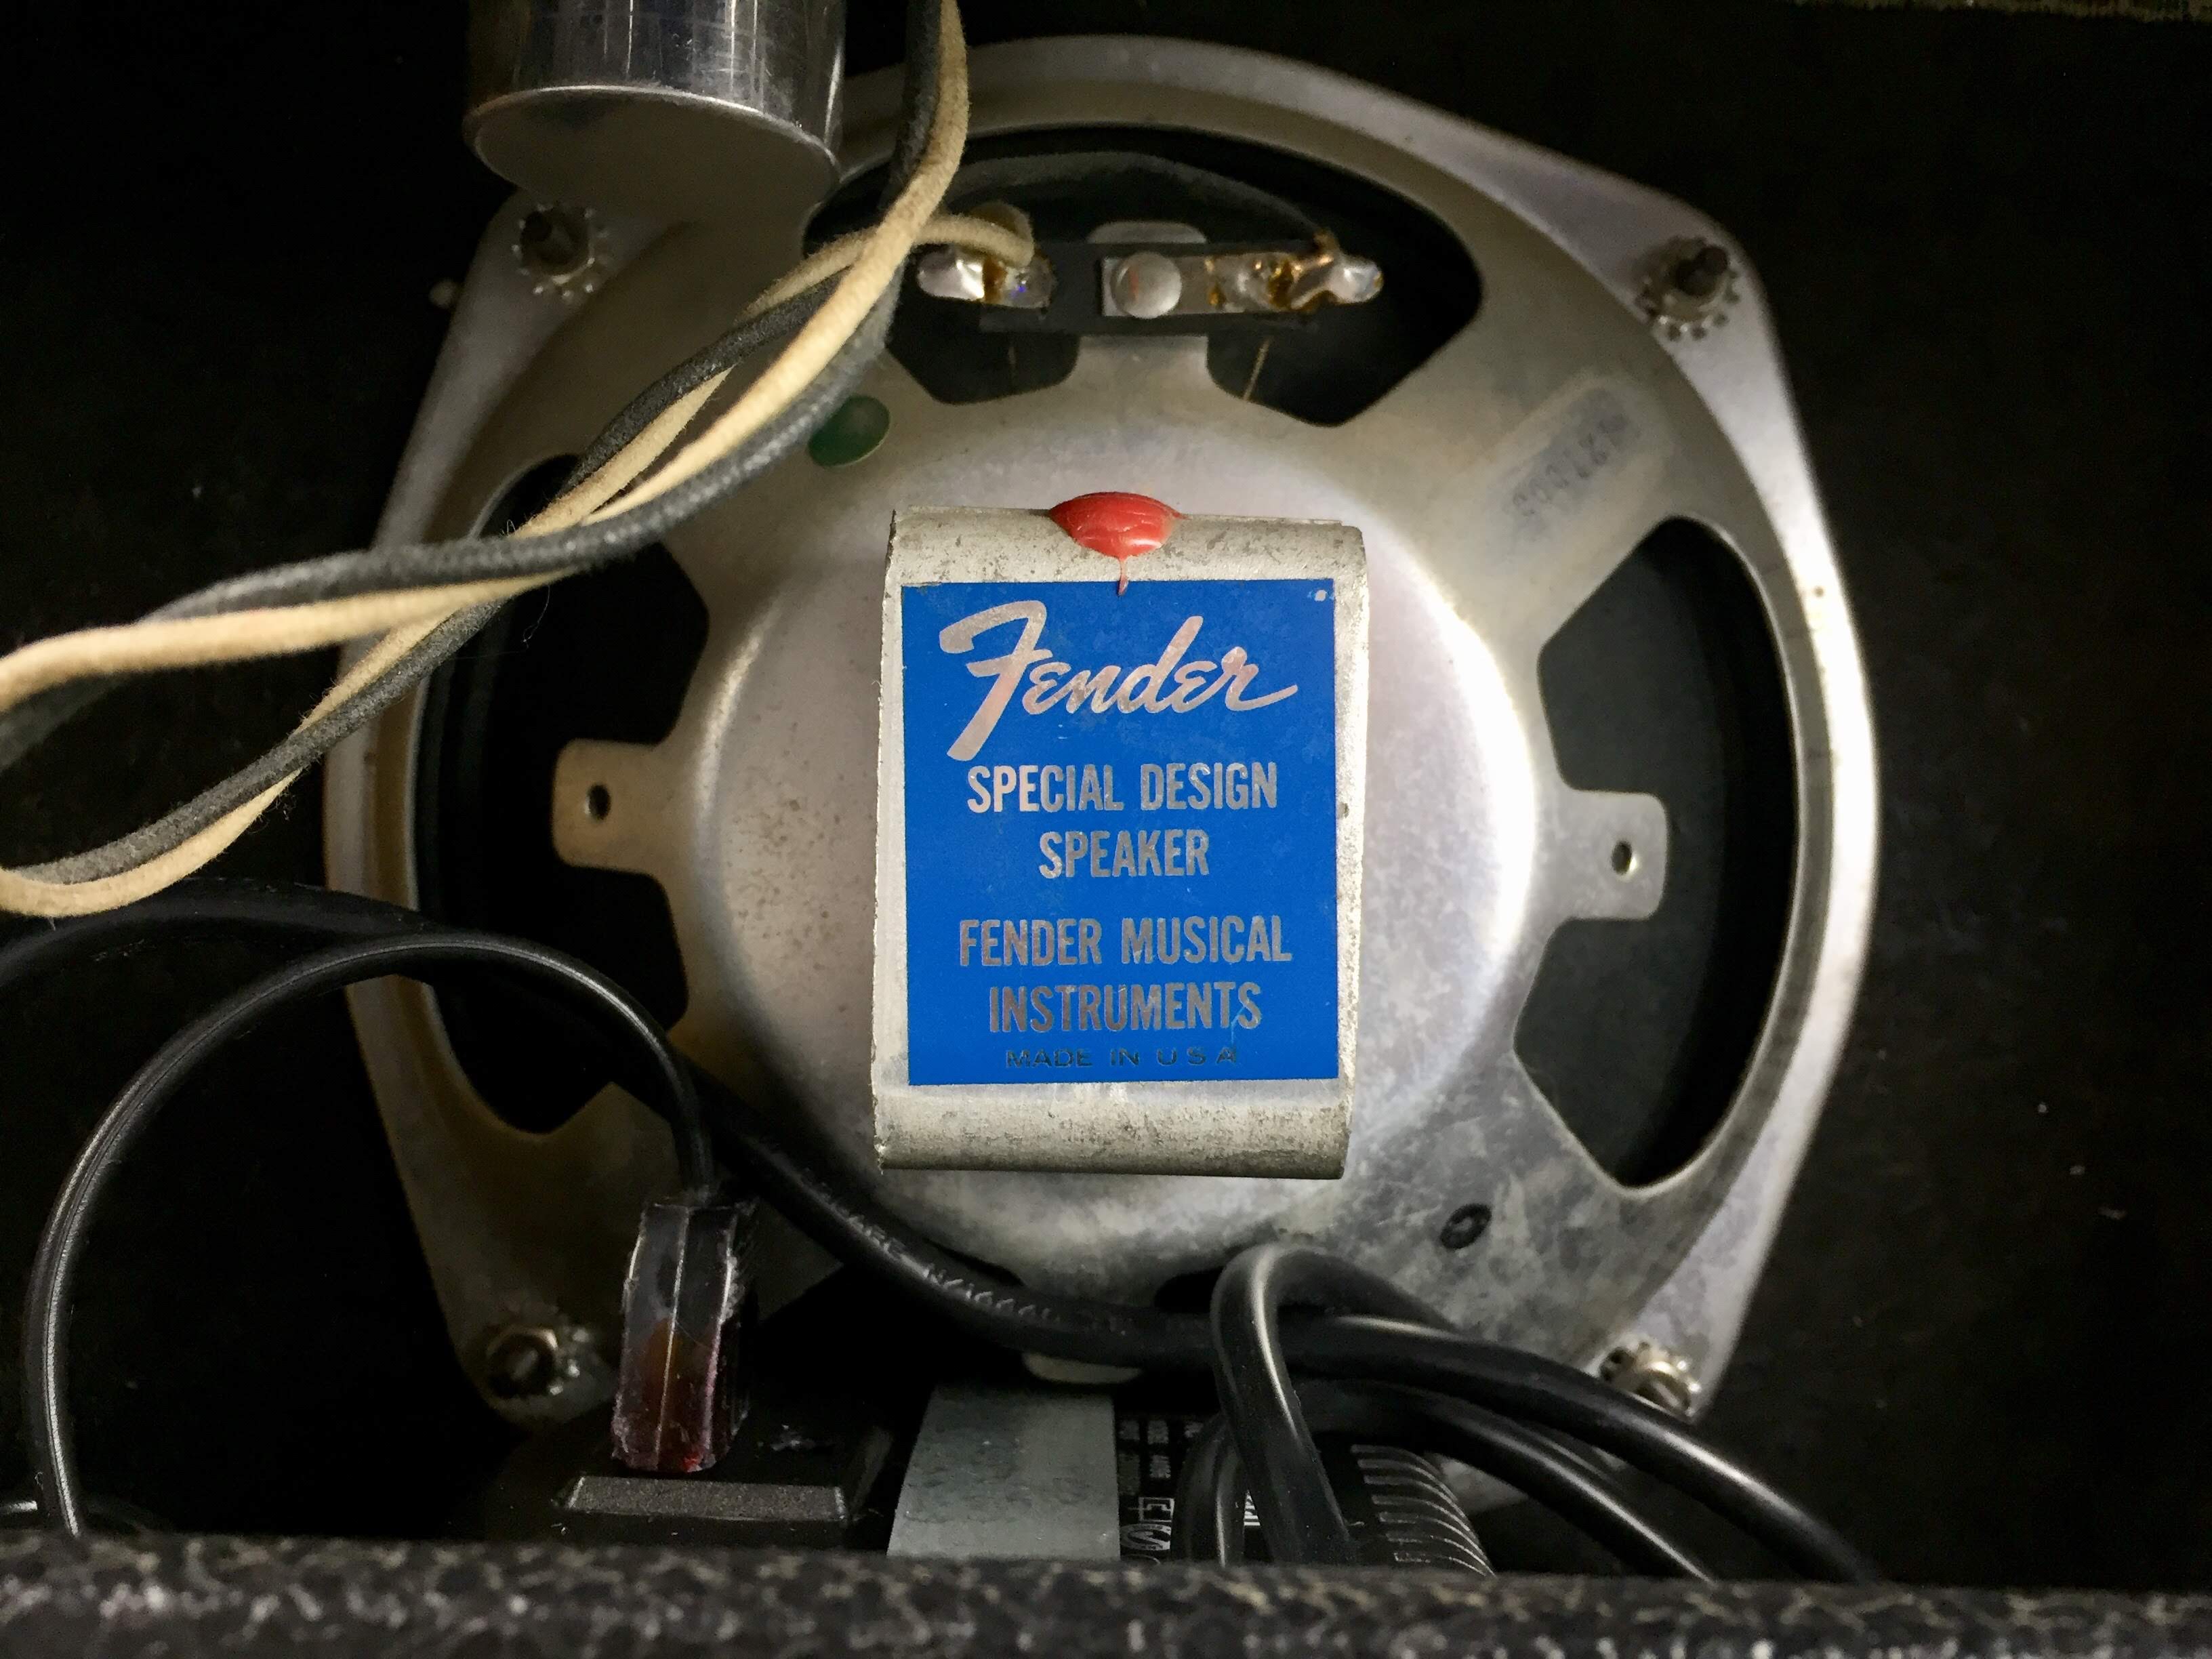 Fender
SPECIAL DESIGN
SPEAKER
FENDER MUSICAL
INSTRUMENTS
MADE IN U S A